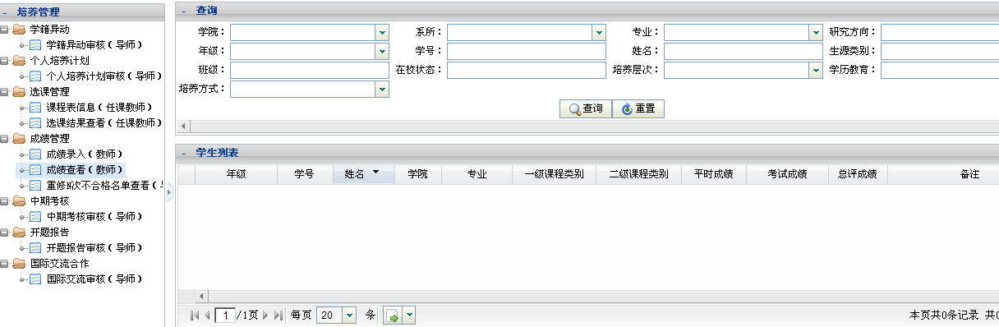 - 培养管理
学籍异动
学籍异动审核(导师)
个人培养计划
个人培养计划审核(导师)
选课管理
课程表信息(任课教师)
选课结果查看(任课教师)
成绩管理
成绩录入(教师)
成绩查看(教师)
重修N次不合格名单查看(
中期考核
中期考核审核(导师)
开题报告
开题报告审核(导师)
国际交流合作
国际交流审核(导师)
- 查询
学院: 系所: 专业: 研究方向:
年级: 学号: 姓名: 生源类别:
班级: 在校状态: 培养层次: 学历教育:
培养方式:
查询 重置
- 学生列表
年级 学号 姓名 学院 专业 一级课程类别 二级课程类别 平时成绩 考试成绩 总评成绩 备注
1 /1页 每页 20 条 本页共0条记录 共